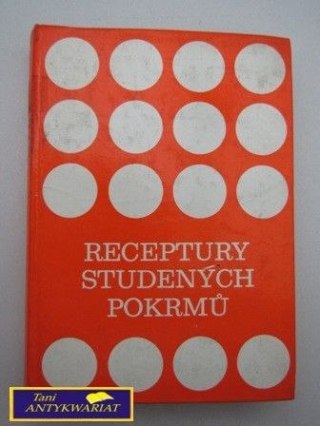 RECEPTURY
STUDENÝCH
POKRMŮ
Tani
ANTYKWARIAT